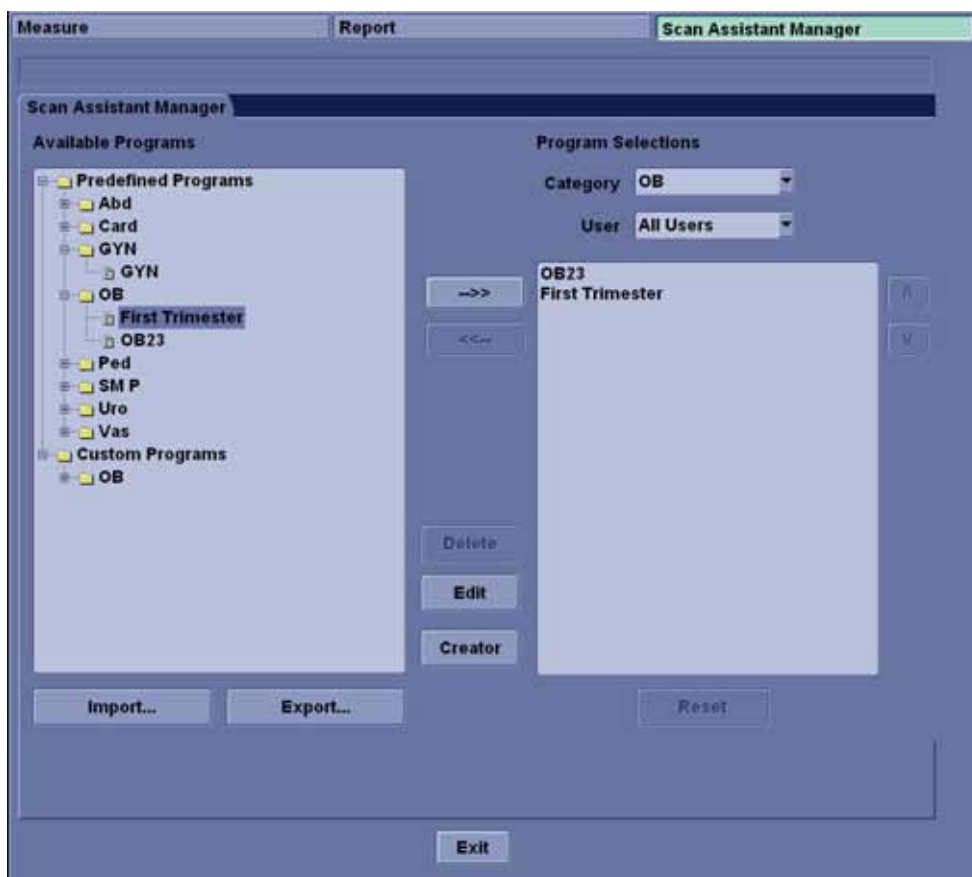 Measure Report Scan Assistant Manager
Scan Assistant Manager
Available Programs
Predefined Programs
Abd
Card
GYN
GYN
OB
First Trimester
OB23
Ped
SM P
Uro
Vas
Custom Programs
OB
Import... Export...
-->>
<<--
Delete
Edit
Creator
Program Selections
Category OB
User All Users
OB23
First Trimester
Λ
V
Reset
Exit